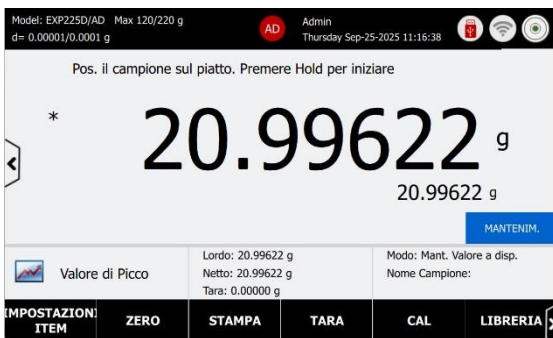 Model: EXP225D/AD Max 120/220 g
d= 0.00001/0.0001 g
AD
Admin
Thursday Sep-25-2025 11:16:38
Pos. il campione sul piatto. Premere Hold per iniziare
* 20.99622 g
20.99622 g
MANTENIM.
Valore di Picco
Lordo: 20.99622 g
Netto: 20.99622 g
Tara: 0.00000 g
Modo: Mant. Valore a disp.
Nome Campione:
IMPOSTAZIONI
ITEM
ZERO
STAMPA
TARA
CAL
LIBRERIA